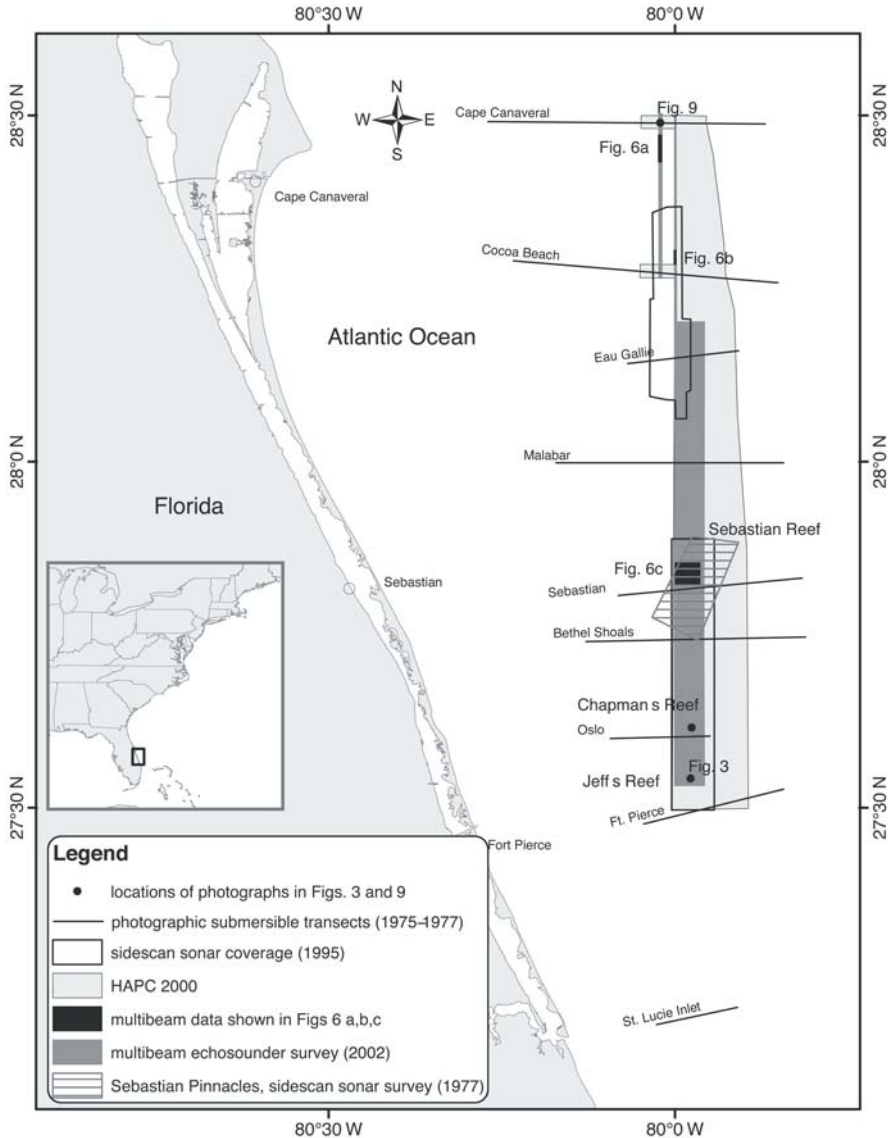 80°30 W
80°0 W
N
W
E
S
Cape Canaveral
Fig. 9
28°30 N
28°30 N
Fig. 6a
Cape Canaveral
Cocoa Beach
Fig. 6b
Atlantic Ocean
Eau Gallie
28°0 N
28°0 N
Malabar
Florida
Sebastian Reef
Fig. 6c
Sebastian
Sebastian
Bethel Shoals
Chapman s Reef
Oslo
Fig. 3
Jeff s Reef
27°30 N
27°30 N
Ft. Pierce
Fort Pierce
Legend
locations of photographs in Figs. 3 and 9
photographic submersible transects (1975–1977)
sidescan sonar coverage (1995)
HAPC 2000
multibeam data shown in Figs 6 a,b,c
multibeam echosounder survey (2002)
Sebastian Pinnacles, sidescan sonar survey (1977)
St. Lucie Inlet
80°30 W
80°0 W